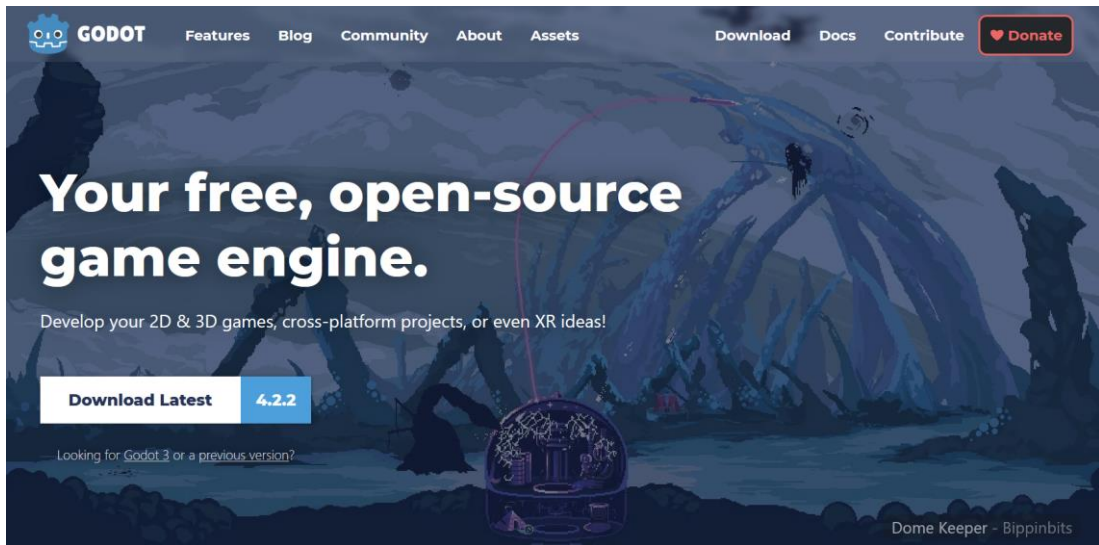 GODOT Features Blog Community About Assets Download Docs Contribute Donate
Your free, open-source
game engine.
Develop your 2D & 3D games, cross-platform projects, or even XR ideas!
Download Latest 4.2.2
Looking for Godot 3 or a previous version?
Dome Keeper - Bippinbits